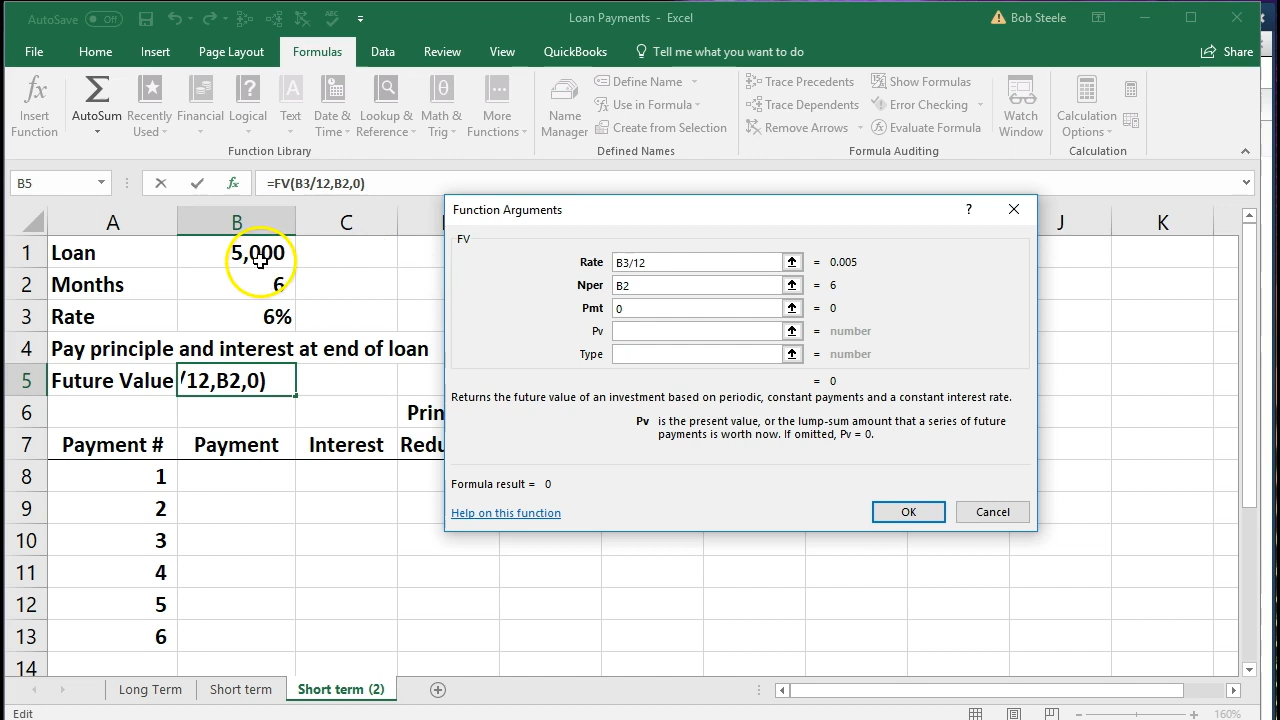 AutoSave Off
Loan Payments - Excel
Bob Steele
File Home Insert Page Layout Formulas Data Review View QuickBooks Tell me what you want to do Share
Insert Function
AutoSum
Recently Used
Financial
Logical
Text
Date & Time
Lookup & Reference
Math & Trig
More Functions
Function Library
Name Manager
Define Name
Use in Formula
Create from Selection
Defined Names
Trace Precedents
Trace Dependents
Remove Arrows
Show Formulas
Error Checking
Evaluate Formula
Formula Auditing
Watch Window
Calculation Options
Calculation
B5 fx =FV(B3/12,B2,0)
A B C J K
1 Loan 5,000
2 Months 6
3 Rate 6%
4 Pay principle and interest at end of loan
5 Future Value /12,B2,0)
6 Prin
7 Payment # Payment Interest Redu
8 1
9 2
10 3
11 4
12 5
13 6
14
Function Arguments ?
FV
Rate B3/12 = 0.005
Nper B2 = 6
Pmt 0 = 0
Pv = number
Type = number
= 0
Returns the future value of an investment based on periodic, constant payments and a constant interest rate.
Pv is the present value, or the lump-sum amount that a series of future
payments is worth now. If omitted, Pv = 0.
Formula result = 0
Help on this function
OK Cancel
Long Term Short term Short term (2)
Edit
160%